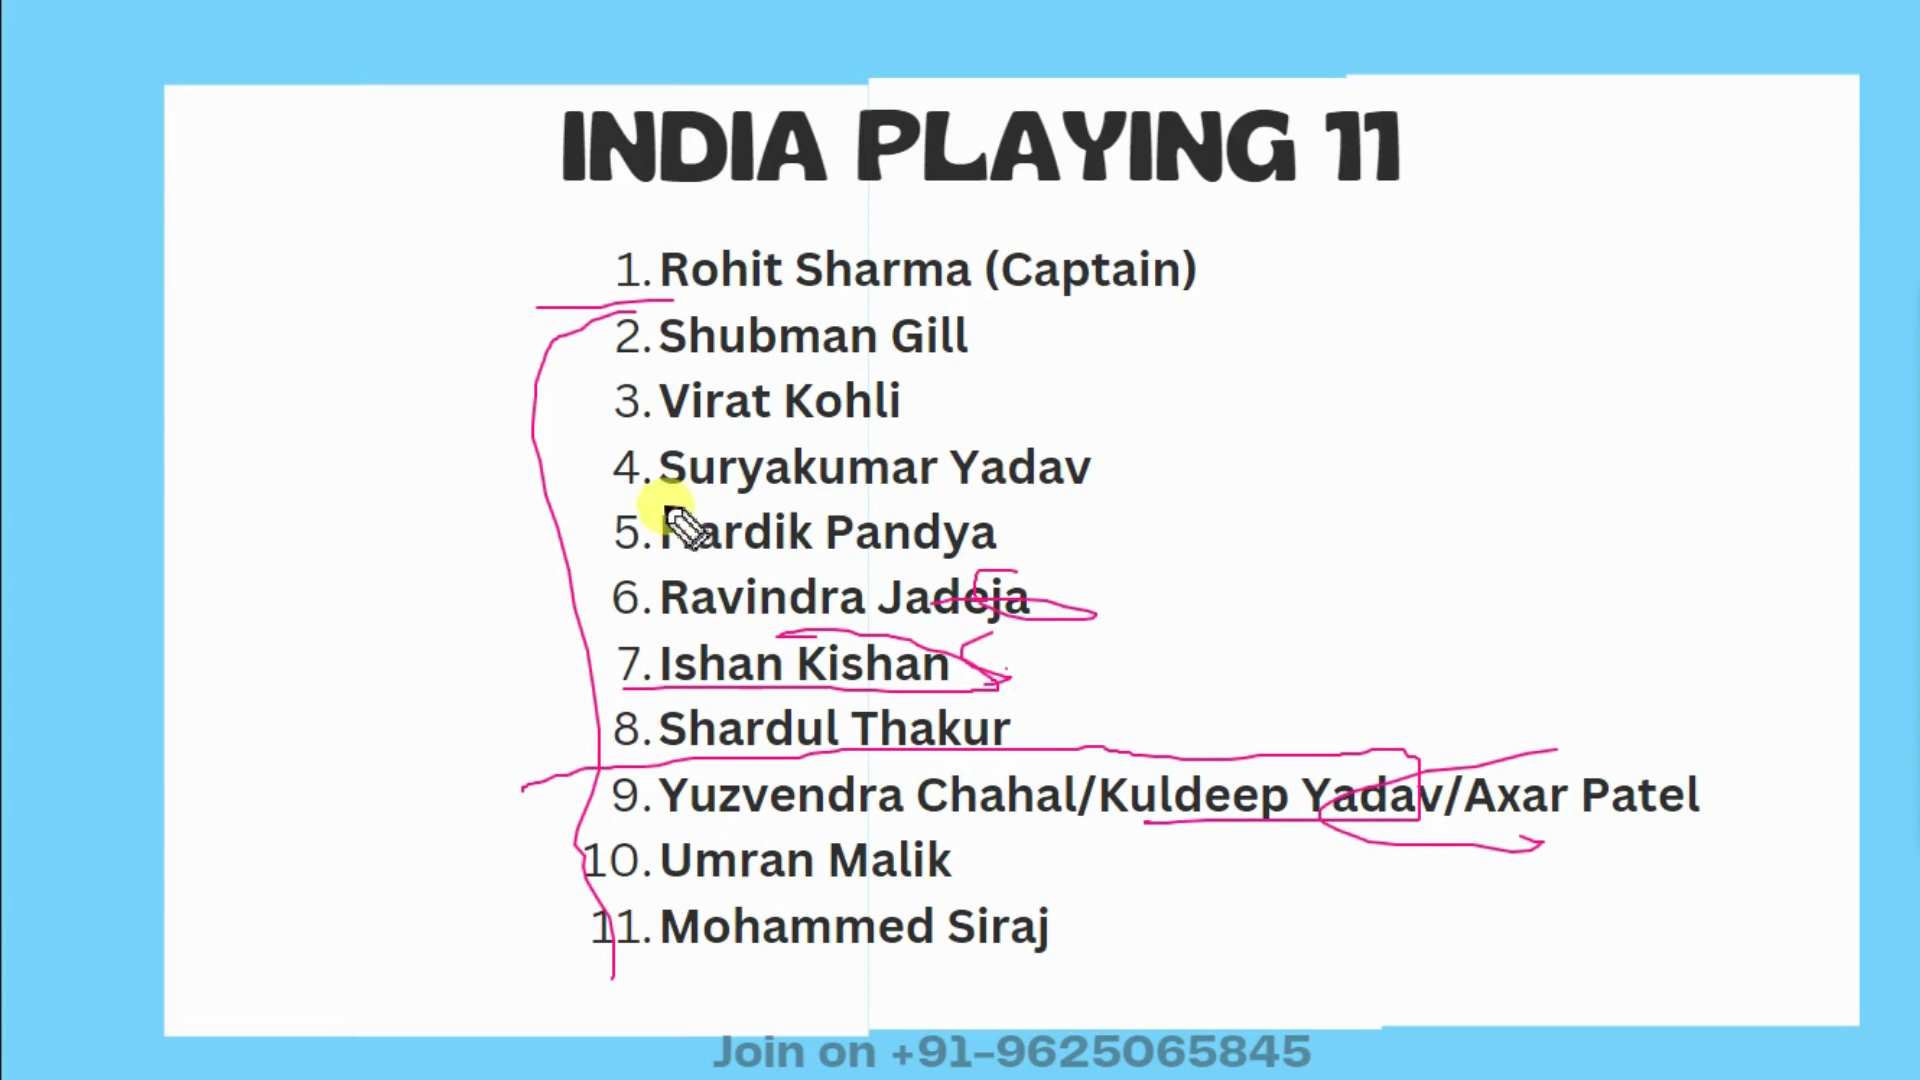 INDIA PLAYING 11
1. Rohit Sharma (Captain)
2. Shubman Gill
3. Virat Kohli
4. Suryakumar Yadav
5. Hardik Pandya
6. Ravindra Jadeja
7. Ishan Kishan
8. Shardul Thakur
9. Yuzvendra Chahal/Kuldeep Yadav/Axar Patel
10. Umran Malik
11. Mohammed Siraj
Join on +91-9625065845